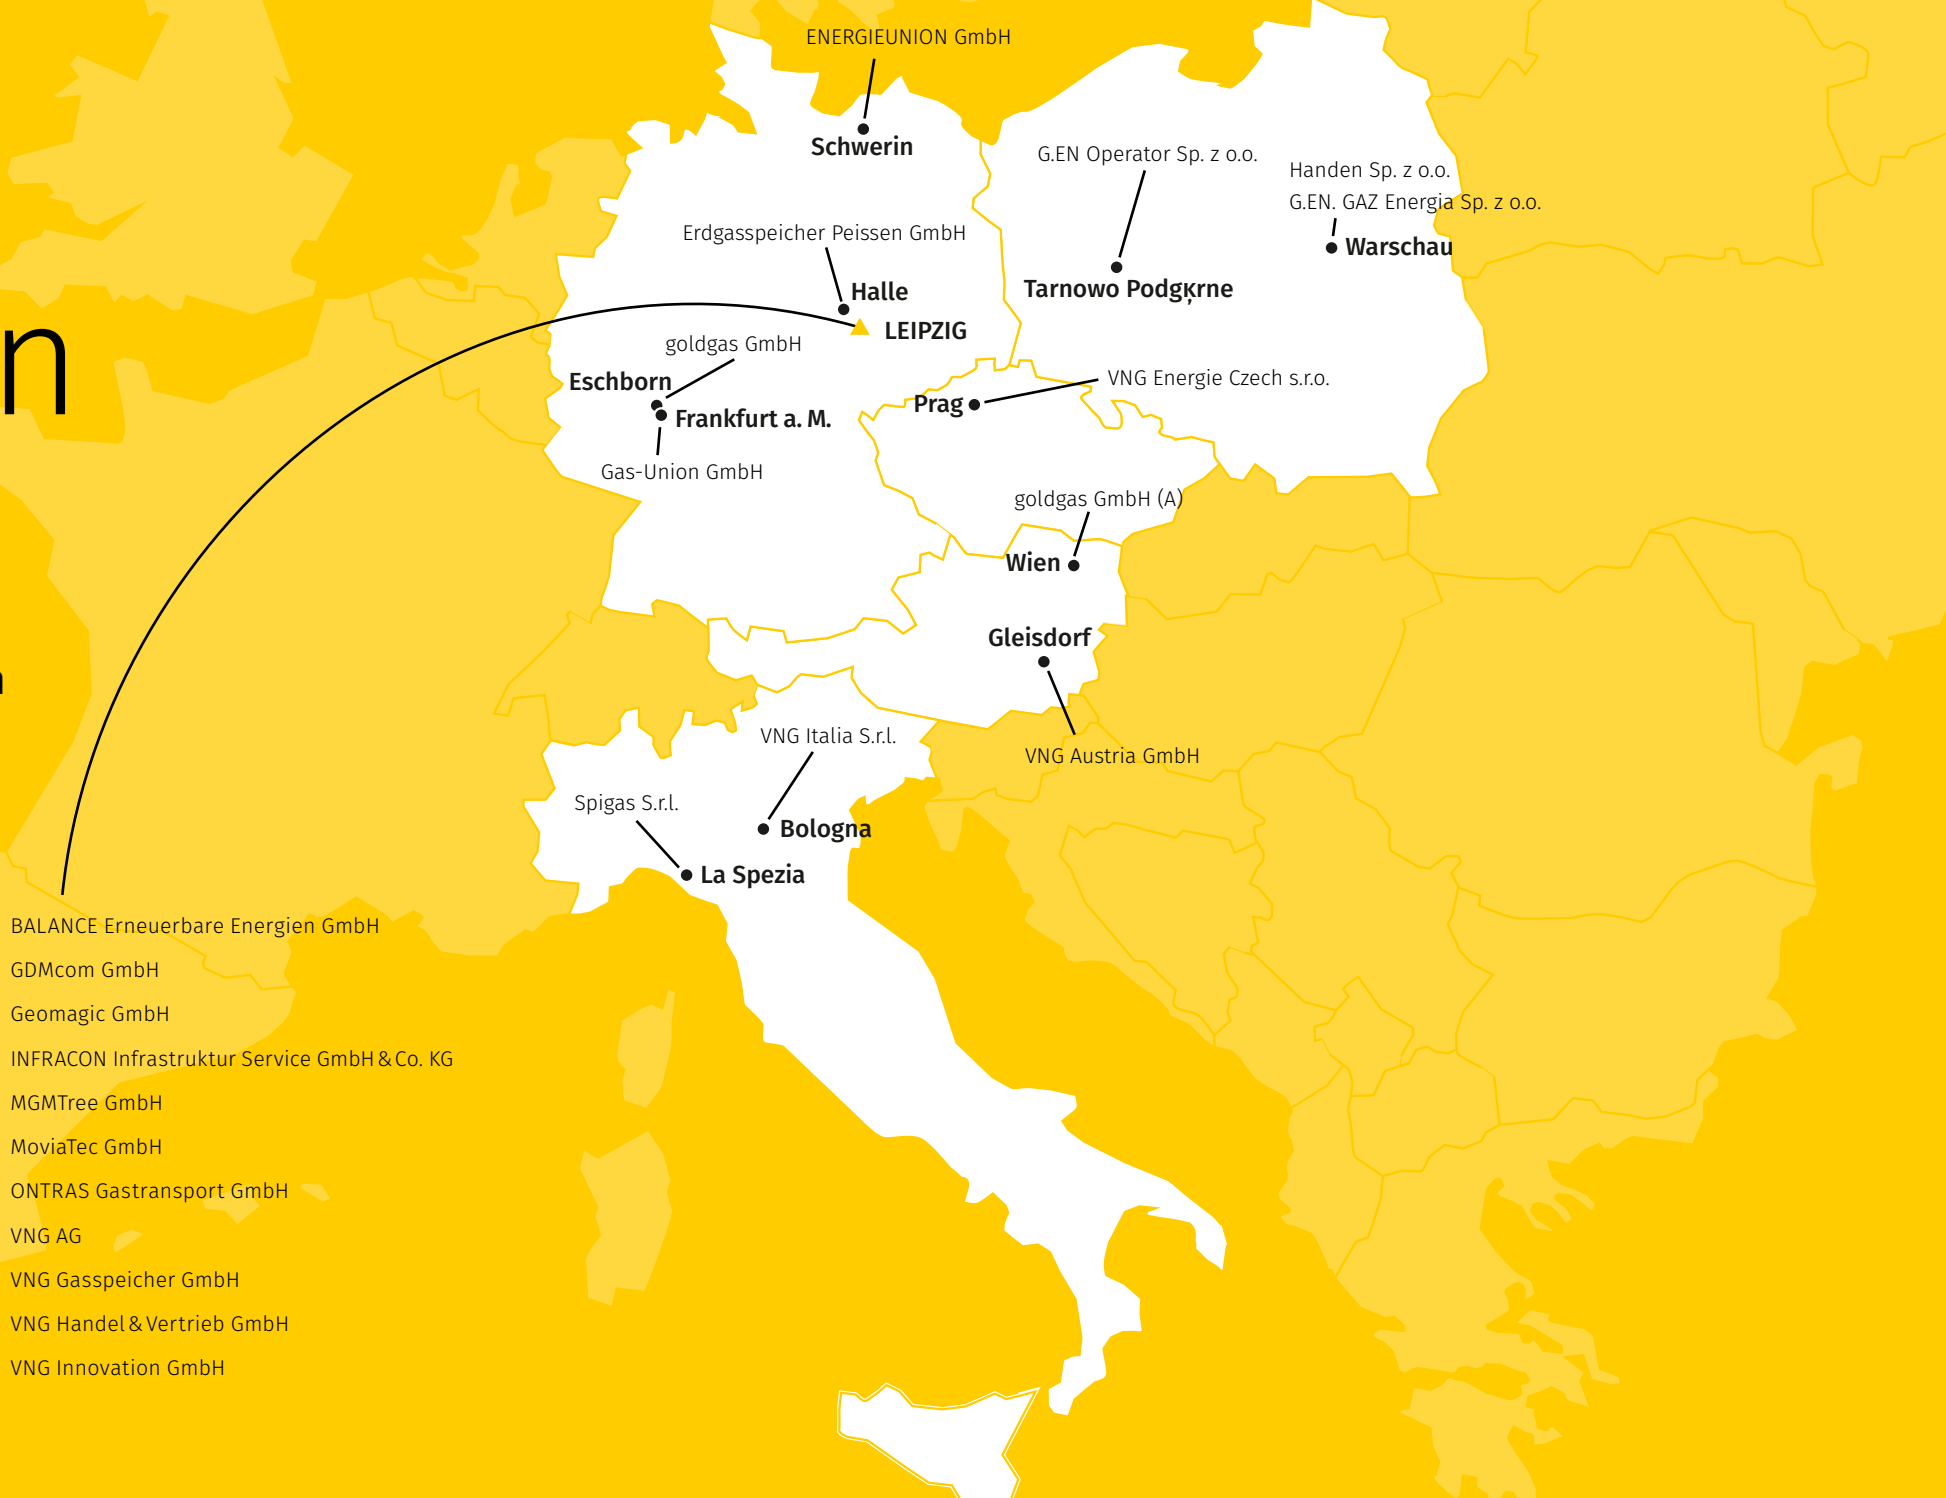 ENERGIEUNION GmbH
Schwerin
G.EN Operator Sp. z o.o.
Handen Sp. z o.o.
G.EN. GAZ Energia Sp. z o.o.
Warschau
Tarnowo Podgķrne
Erdgasspeicher Peissen GmbH
Halle
LEIPZIG
n
goldgas GmbH
Eschborn
Frankfurt a. M.
Gas-Union GmbH
VNG Energie Czech s.r.o.
Prag
goldgas GmbH (A)
Wien
Gleisdorf
VNG Austria GmbH
VNG Italia S.r.l.
Spigas S.r.l.
Bologna
La Spezia
BALANCE Erneuerbare Energien GmbH
GDMcom GmbH
Geomagic GmbH
INFRACON Infrastruktur Service GmbH & Co. KG
MGMTree GmbH
MoviaTec GmbH
ONTRAS Gastransport GmbH
VNG AG
VNG Gasspeicher GmbH
VNG Handel & Vertrieb GmbH
VNG Innovation GmbH